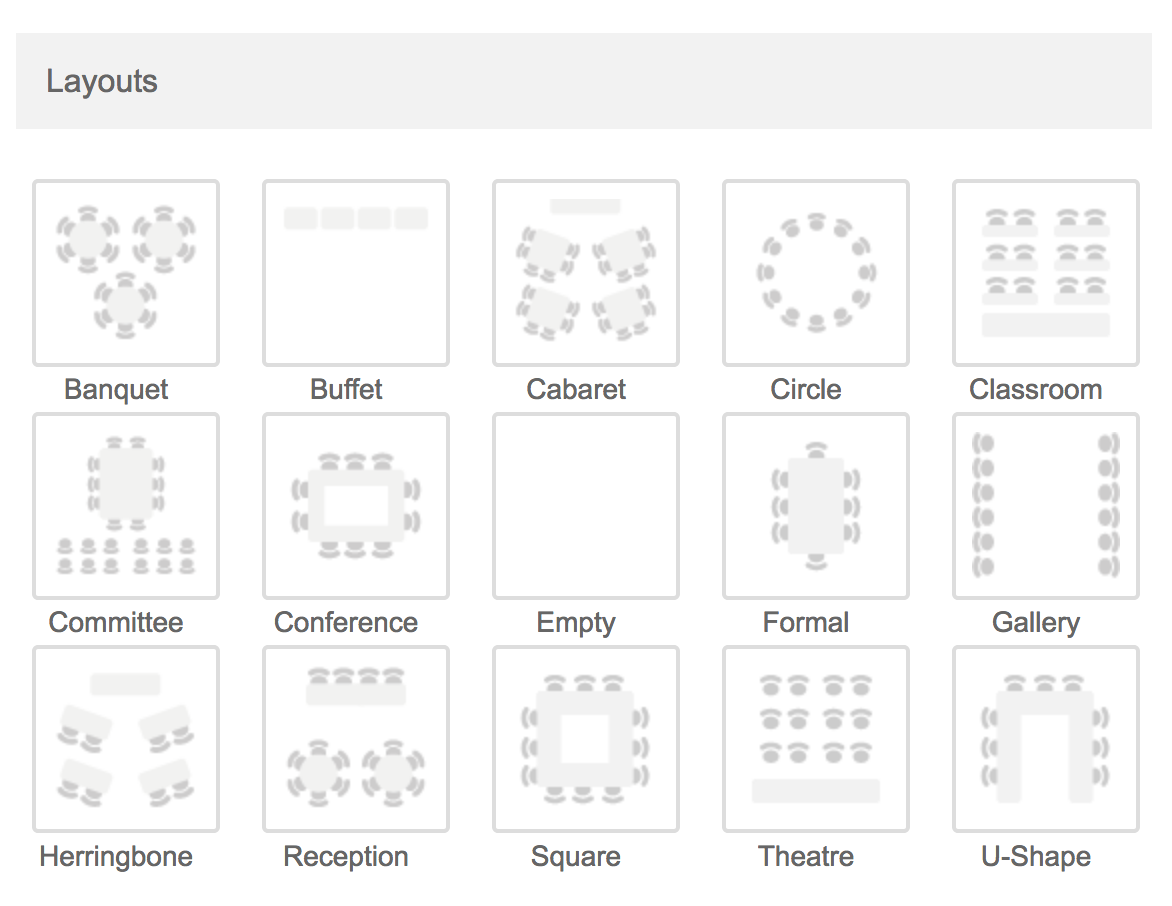 Layouts
Banquet Buffet Cabaret Circle Classroom
Committee Conference Empty Formal Gallery
Herringbone Reception Square Theatre U-Shape